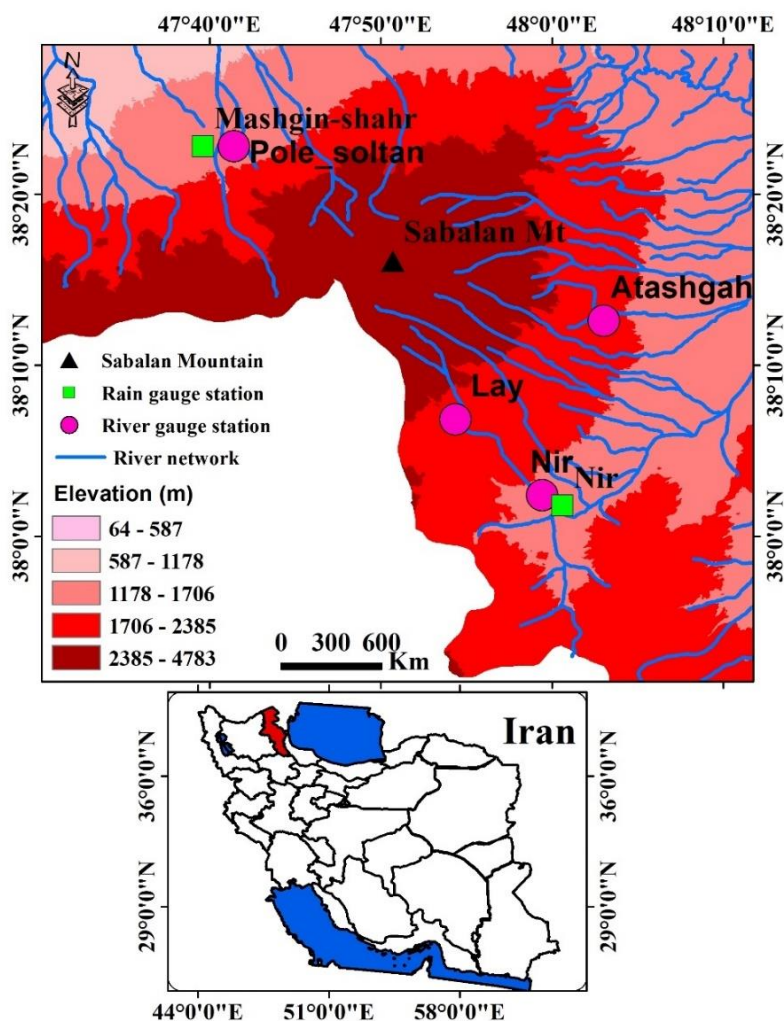 47°40'0"E 47°50'0"E 48°0'0"E 48°10'0"E
N
Mashgin-shahr
Pole_soltan
38°20'0"N 38°20'0"N
Sabalan Mt
Atashgah
38°10'0"N 38°10'0"N
Sabalan Mountain
Rain gauge station
Lay
River gauge station
River network
Nir
Nir
Elevation (m)
64 - 587
38°0'0"N 38°0'0"N
587 - 1178
1178 - 1706
1706 - 2385
2385 - 4783
0 300 600
Km
Iran
36°0'0"N 36°0'0"N
29°0'0"N 29°0'0"N
44°0'0"E 51°0'0"E 58°0'0"E